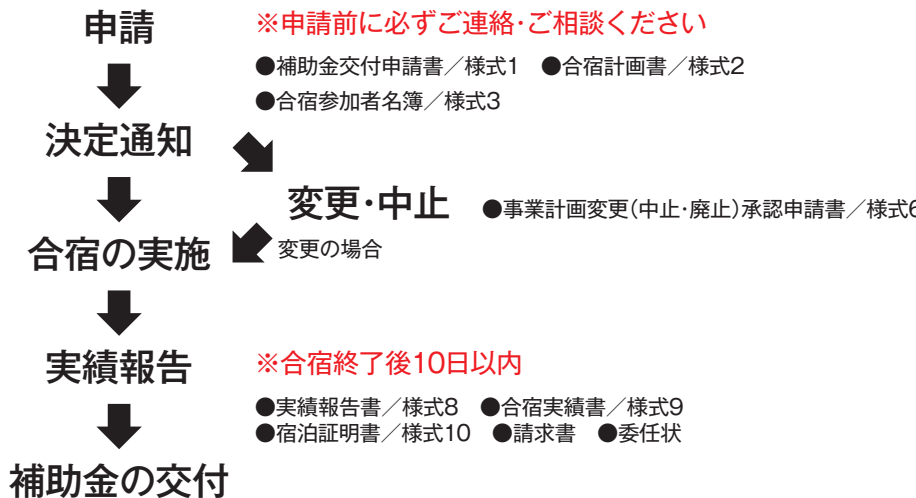 申請
※申請前に必ずご連絡・ご相談ください
●補助金交付申請書／様式1　●合宿計画書／様式2
●合宿参加者名簿／様式3
決定通知
変更・中止
●事業計画変更(中止・廃止)承認申請書／様式6
変更の場合
合宿の実施
実績報告
※合宿終了後10日以内
●実績報告書／様式8　●合宿実績書／様式9
●宿泊証明書／様式10　●請求書　●委任状
補助金の交付